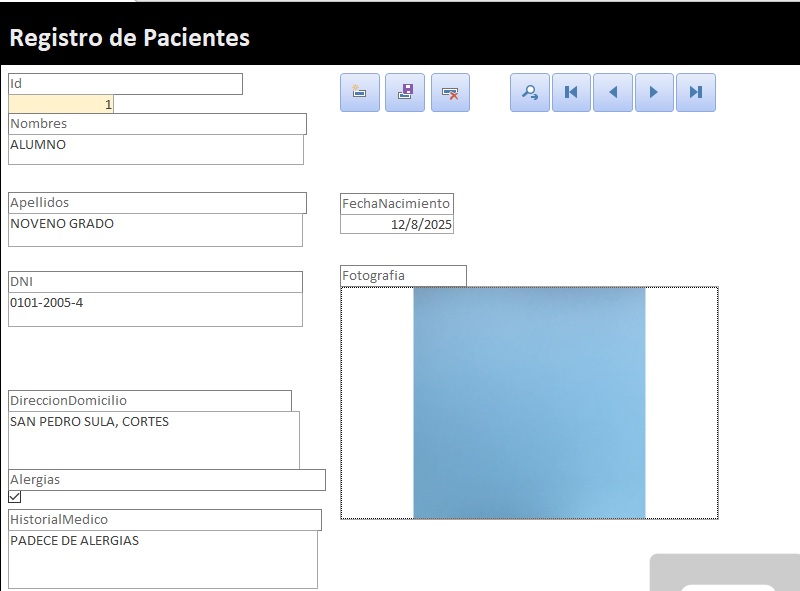 Registro de Pacientes
Id
1
Nombres
ALUMNO
Apellidos
NOVENO GRADO
FechaNacimiento
12/8/2025
DNI
0101-2005-4
Fotografia
DireccionDomicilio
SAN PEDRO SULA, CORTES
Alergias
HistorialMedico
PADECE DE ALERGIAS